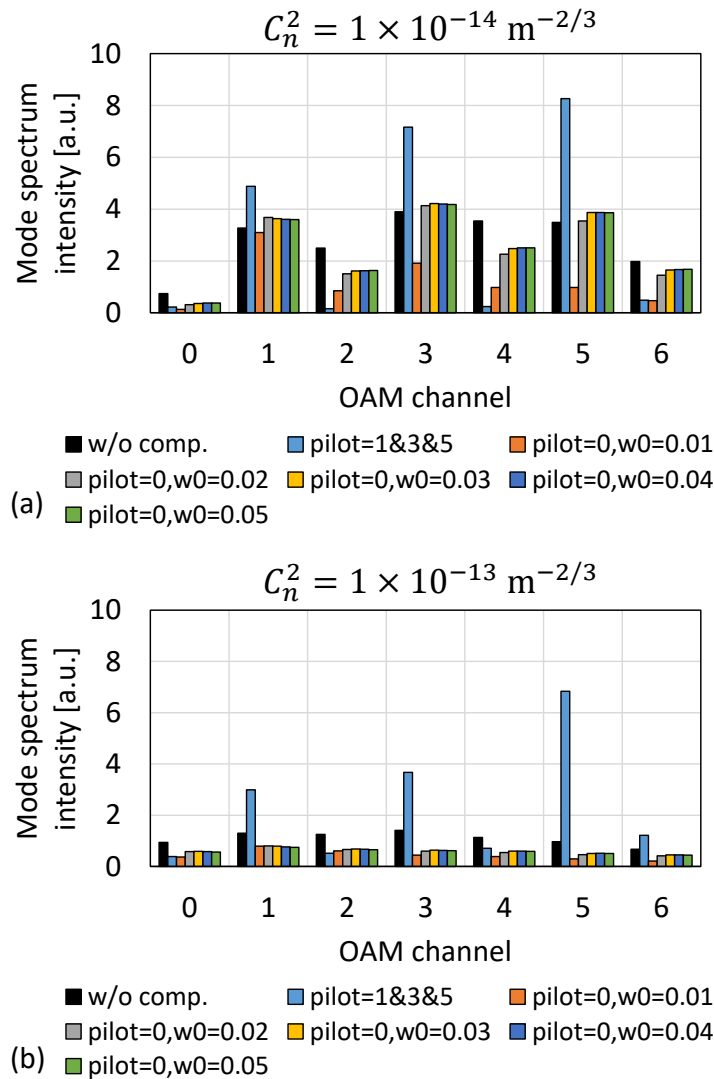 C_n^2 = 1 × 10^{-14} m^{-2/3}
10
8
6
4
2
0
Mode spectrum
intensity [a.u.]
0 1 2 3 4 5 6
OAM channel
w/o comp. pilot=1&3&5 pilot=0,w0=0.01
pilot=0,w0=0.02 pilot=0,w0=0.03 pilot=0,w0=0.04
(a) pilot=0,w0=0.05
C_n^2 = 1 × 10^{-13} m^{-2/3}
10
8
6
4
2
0
Mode spectrum
intensity [a.u.]
0 1 2 3 4 5 6
OAM channel
w/o comp. pilot=1&3&5 pilot=0,w0=0.01
pilot=0,w0=0.02 pilot=0,w0=0.03 pilot=0,w0=0.04
(b) pilot=0,w0=0.05